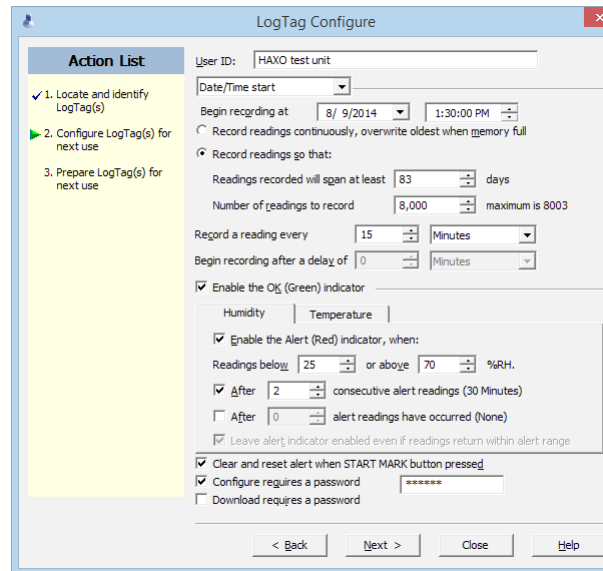 LogTag Configure
Action List
1. Locate and identify
LogTag(s)
2. Configure LogTag(s) for
next use
3. Prepare LogTag(s) for
next use
User ID: HAXO test unit
Date/Time start
Begin recording at 8/ 9/2014 1:30:00 PM
Record readings continuously, overwrite oldest when memory full
Record readings so that:
Readings recorded will span at least 83 days
Number of readings to record 8,000 maximum is 8003
Record a reading every 15 Minutes
Begin recording after a delay of 0 Minutes
Enable the OK (Green) indicator
Humidity Temperature
Enable the Alert (Red) indicator, when:
Readings below 25 or above 70 %RH.
After 2 consecutive alert readings (30 Minutes)
After 0 alert readings have occurred (None)
Leave alert indicator enabled even if readings return within alert range
Clear and reset alert when START MARK button pressed
Configure requires a password ******
Download requires a password
< Back Next > Close Help